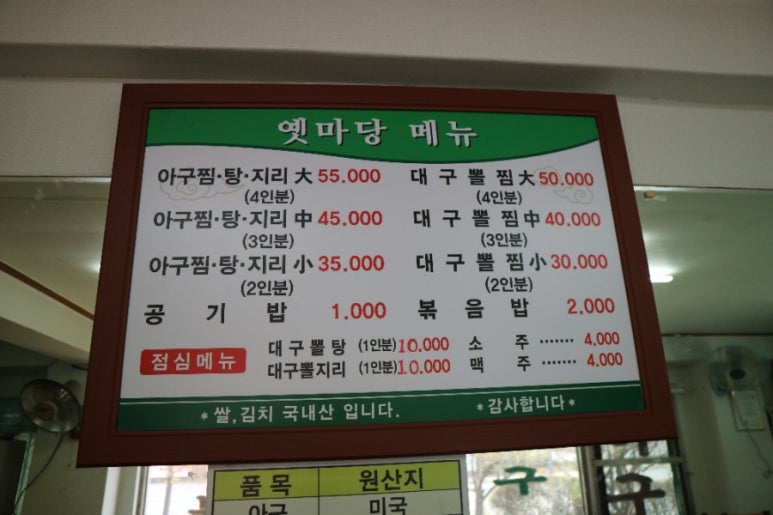 옛마당 메뉴
아구찜·탕·지리 大 55.000 대 구 뽈 찜 大 50.000
(4인분) (4인분)
아구찜·탕·지리 中 45.000 대 구 뽈 찜 中 40.000
(3인분) (3인분)
아구찜·탕·지리 小 35.000 대 구 뽈 찜 小 30.000
(2인분) (2인분)
공 기 밥 1.000 볶 음 밥 2.000
점심메뉴
대 구 뽈 탕 (1인분) 10.000 소 주 ······· 4.000
대구뽈지리 (1인분) 10.000 맥 주 ······· 4.000
*쌀,김치 국내산 입니다. *감사합니다*
품 목 원산지
아구 미국
구
구